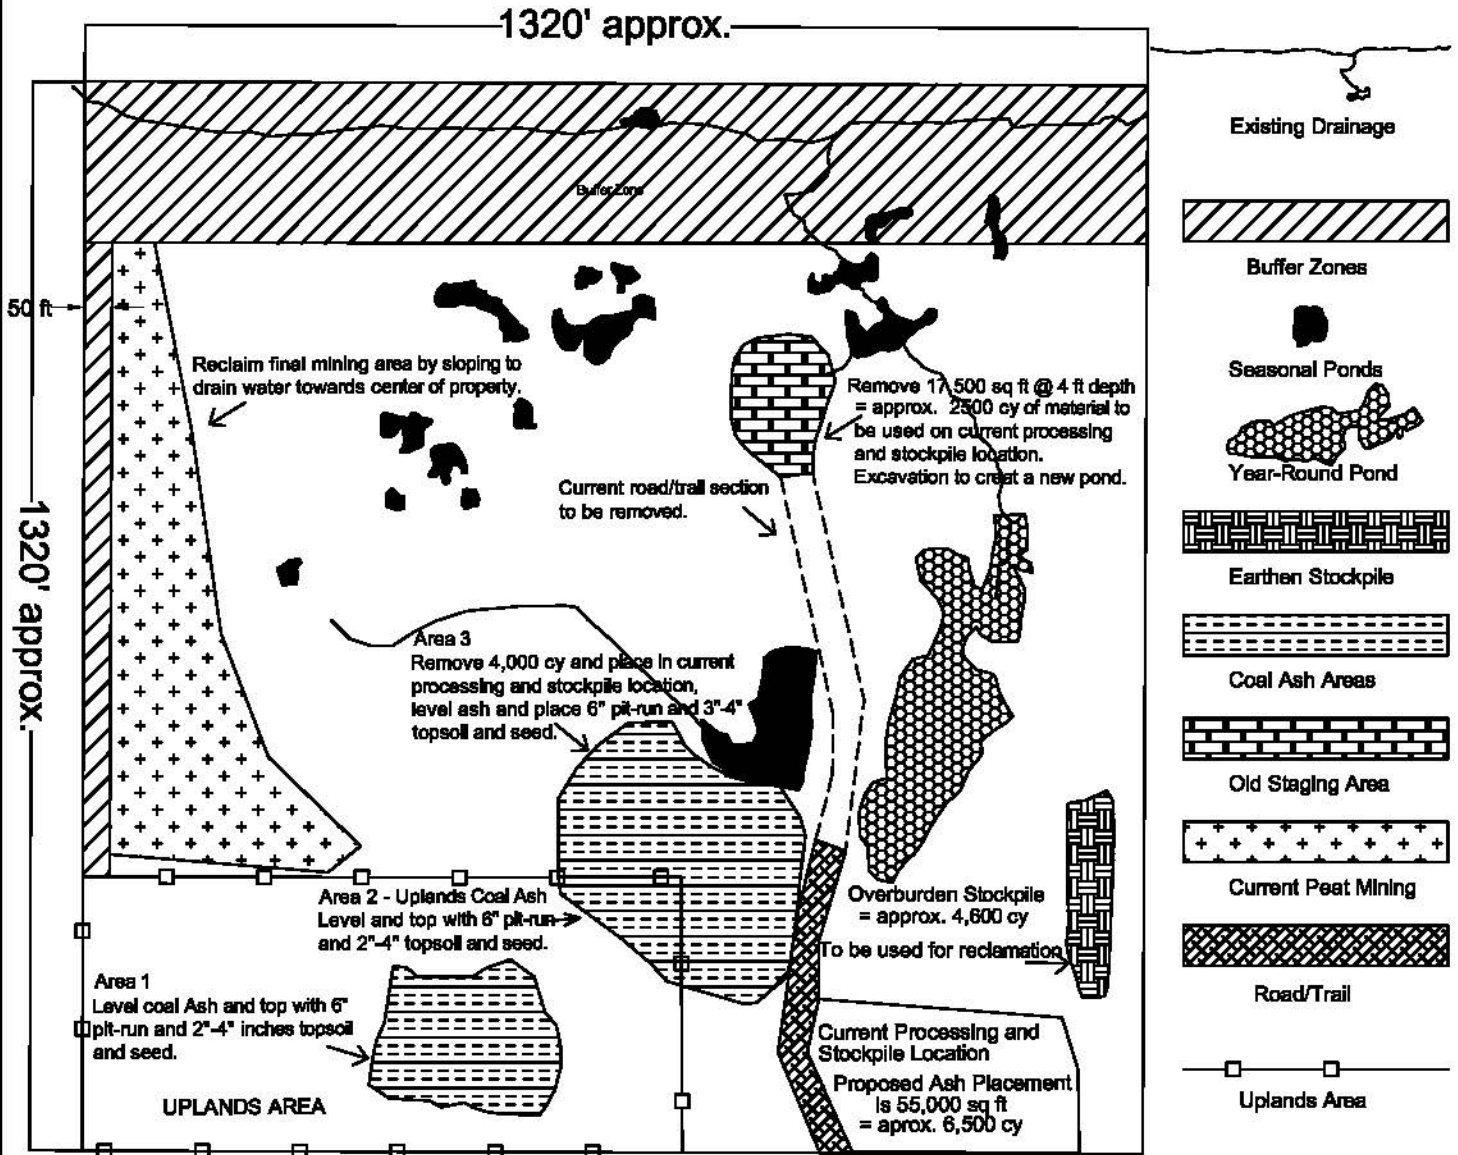 1320' approx.
Existing Drainage
Buffer Zone
Buffer Zones
50 ft
Seasonal Ponds
Reclaim final mining area by sloping to
drain water towards center of property.
Remove 17,500 sq ft @ 4 ft depth
= approx. 2500 cy of material to
be used on current processing
and stockpile location.
Excavation to creat a new pond.
Year-Round Pond
Current road/trail section
to be removed.
1320' approx.
Earthen Stockpile
Area 3
Remove 4,000 cy and place in current
processing and stockpile location,
level ash and place 6" pit-run and 3"-4"
topsoil and seed.
Coal Ash Areas
Old Staging Area
Current Peat Mining
Area 2 - Uplands Coal Ash
Level and top with 6" pit-run
and 2"-4" topsoil and seed.
Overburden Stockpile
= approx. 4,600 cy
To be used for reclamation
Area 1
Level coal Ash and top with 6"
pit-run and 2"-4" inches topsoil
and seed.
Road/Trail
Current Processing and
Stockpile Location
Proposed Ash Placement
is 55,000 sq ft
= aprox. 6,500 cy
UPLANDS AREA
Uplands Area